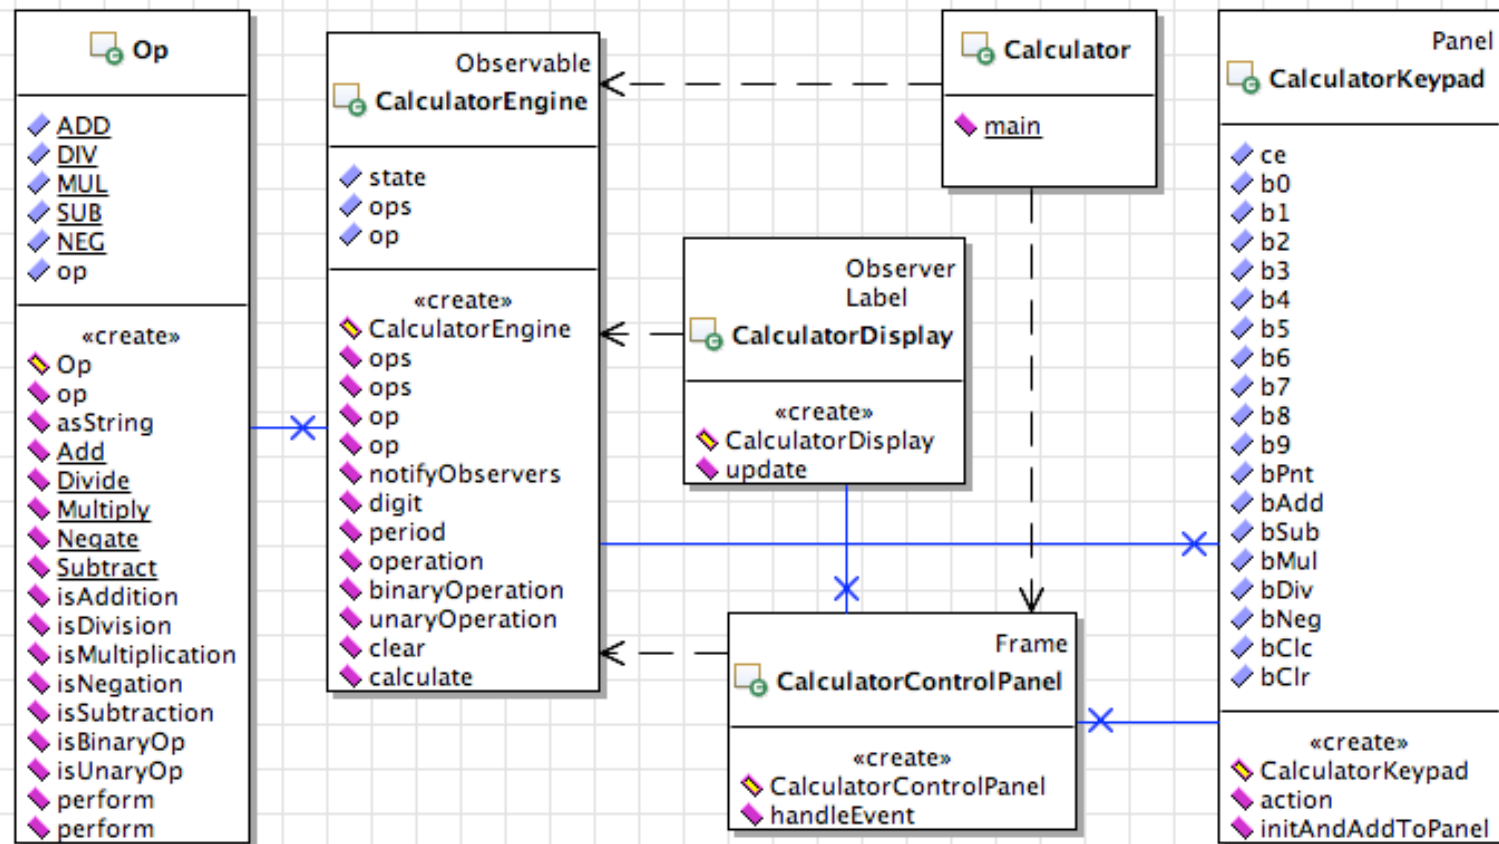 Op
ADD
DIV
MUL
SUB
NEG
op
«create»
Op
op
asString
Add
Divide
Multiply
Negate
Subtract
isAddition
isDivision
isMultiplication
isNegation
isSubtraction
isBinaryOp
isUnaryOp
perform
perform
Observable
CalculatorEngine
state
ops
op
«create»
CalculatorEngine
ops
ops
op
op
notifyObservers
digit
period
operation
binaryOperation
unaryOperation
clear
calculate
Calculator
main
Observer
Label
CalculatorDisplay
«create»
CalculatorDisplay
update
Frame
CalculatorControlPanel
«create»
CalculatorControlPanel
handleEvent
Panel
CalculatorKeypad
ce
b0
b1
b2
b3
b4
b5
b6
b7
b8
b9
bPnt
bAdd
bSub
bMul
bDiv
bNeg
bClc
bClr
«create»
CalculatorKeypad
action
initAndAddToPanel